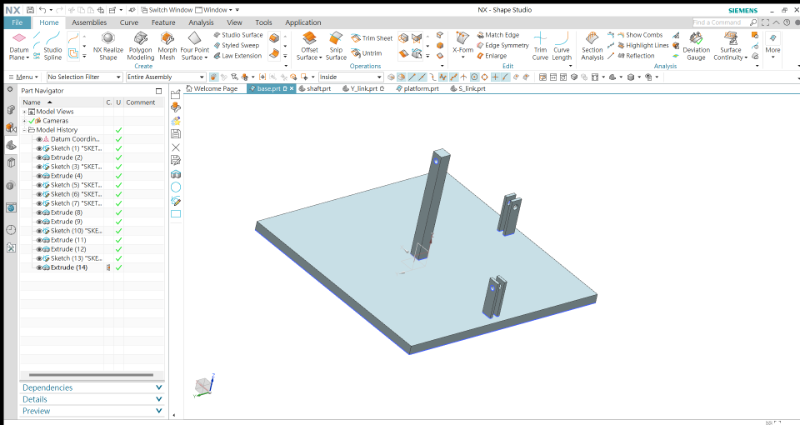 NX Switch Window Window NX - Shape Studio SIEMENS
File Home Assemblies Curve Feature Analysis View Tools Application Find a Command
Datum Plane Studio Spline NX Realize Shape Polygon Modeling Morph Mesh Four Point Surface Studio Surface Styled Sweep Law Extension Offset Surface Snip Surface Trim Sheet Untrim X-Form Match Edge Edge Symmetry Enlarge Trim Curve Curve Length Section Analysis Show Combs Highlight Lines Reflection Deviation Gauge Surface Continuity More
Create Operations Edit Analysis
Menu No Selection Filter Entire Assembly Inside
Part Navigator
Welcome Page base.prt shaft.prt Y_link.prt platform.prt S_link.prt
Name C. U Comment
Model Views
Cameras
Model History
Datum Coordin...
Sketch (1) "SKET...
Extrude (2)
Sketch (3) "SKET...
Extrude (4)
Sketch (5) "SKET...
Sketch (6) "SKET...
Sketch (7) "SKET...
Extrude (8)
Extrude (9)
Sketch (10) "SKE...
Extrude (11)
Extrude (12)
Sketch (13) "SKE...
Extrude (14)
Dependencies
Details
Preview